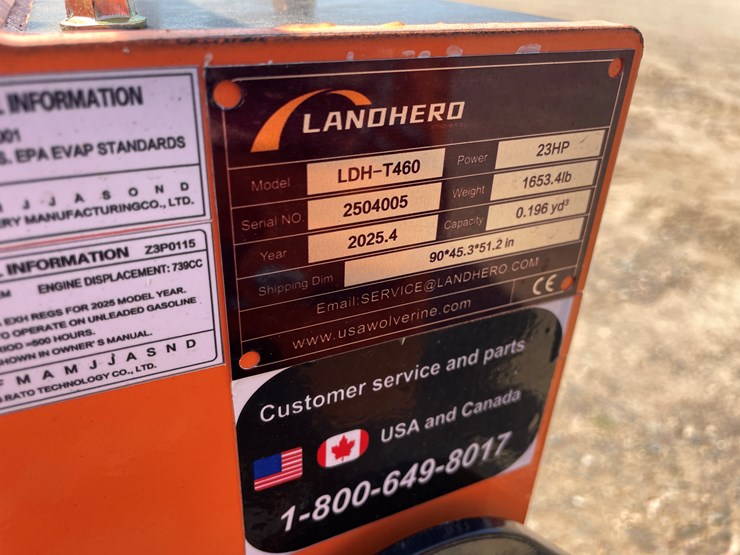 INFORMATION
001
S. EPA EVAP STANDARDS
J J A S O N D
ERY MANUFACTURINGCO., LTD.
INFORMATION Z3P0115
EM ENGINE DISPLACEMENT: 739CC
EXH REGS FOR 2025 MODEL YEAR.
TO OPERATE ON UNLEADED GASOLINE
IOD =500 HOURS.
HOWN IN OWNER'S MANUAL.
F M A M J J A S N D
RATO TECHNOLOGY CO., LTD.
LANDHERO
Model LDH-T460 Power 23HP
Serial NO. 2504005 Weight 1653.4lb
Year 2025.4 Capacity 0.196 yd³
Shipping Dim 90*45.3*51.2 in
Email:SERVICE@LANDHERO.COM
www.usawolverine.com CE
Customer service and parts
USA and Canada
1-800-649-8017